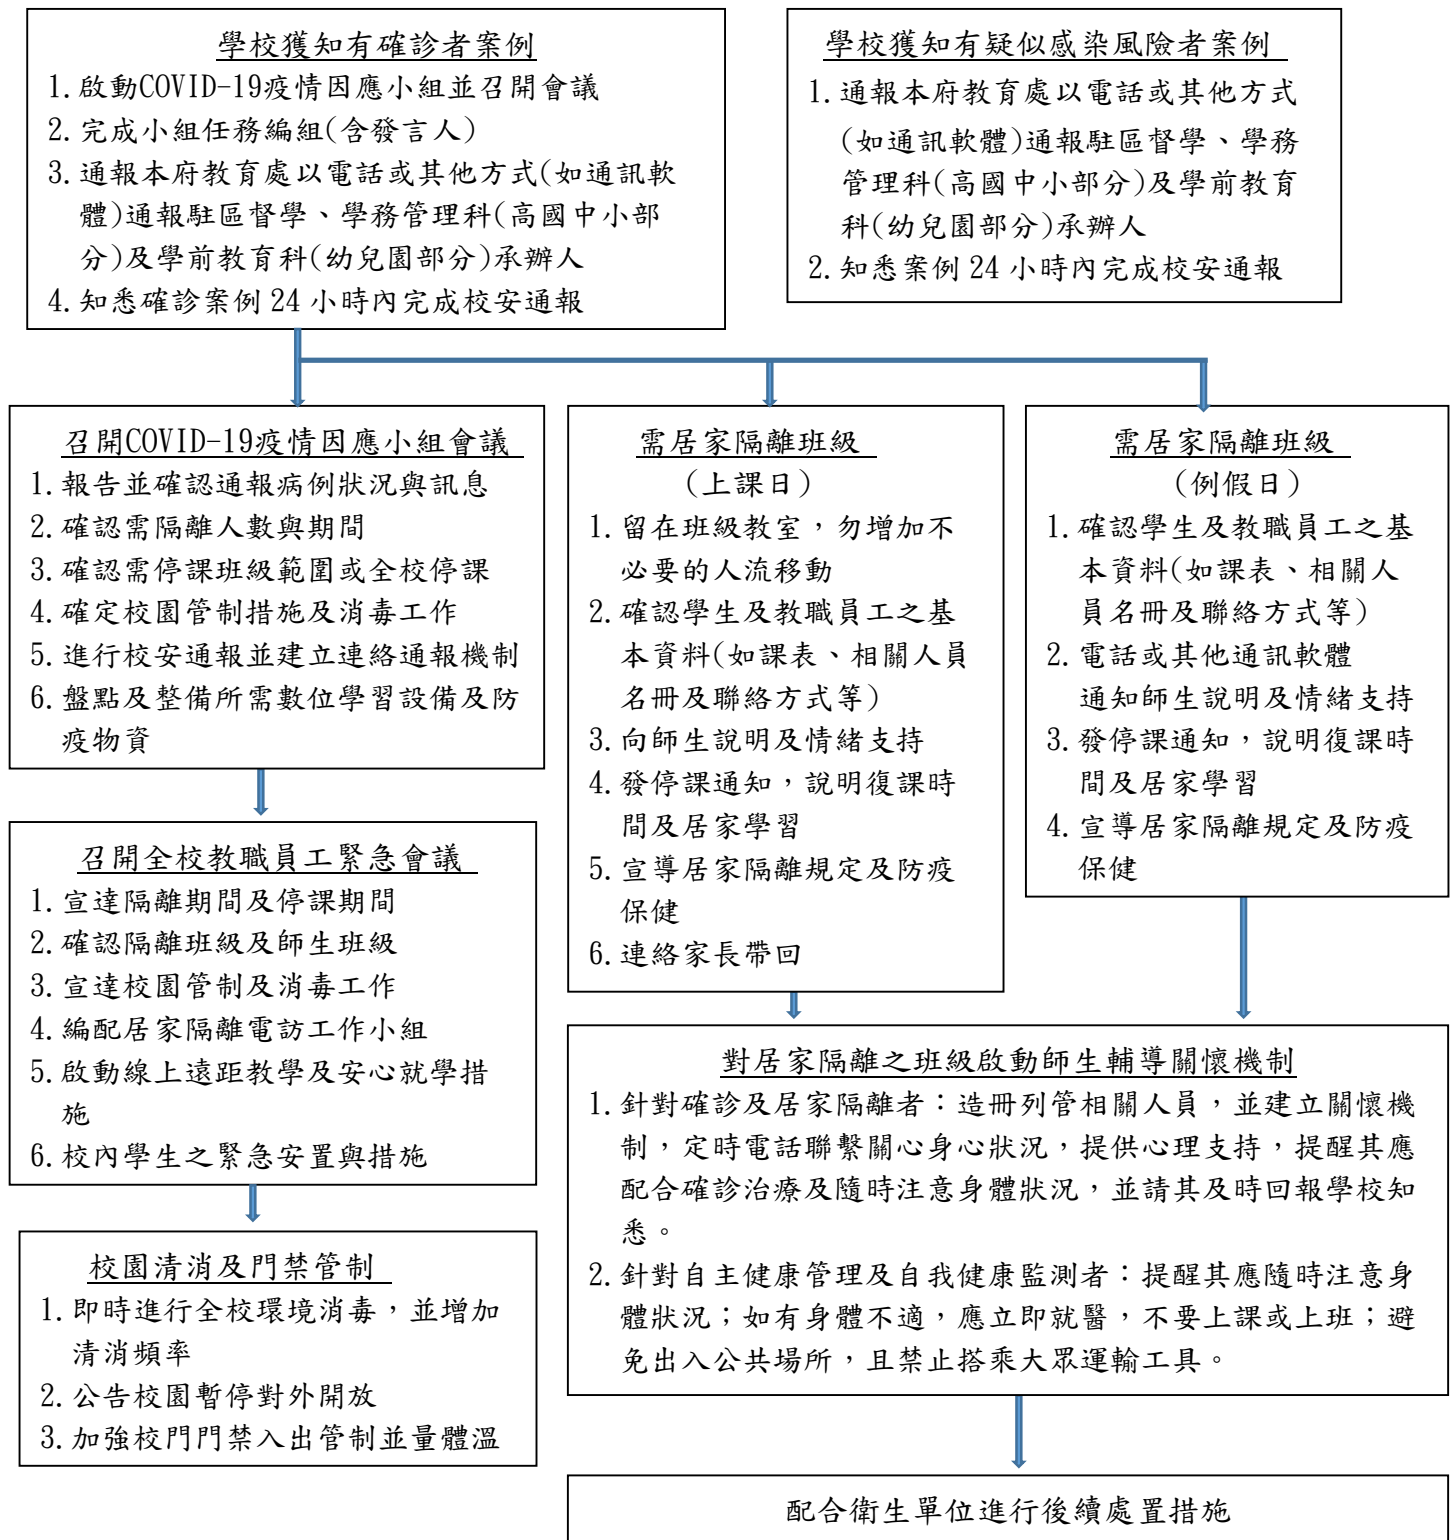 學校獲知有確診者案例
1.啟動COVID-19疫情因應小組並召開會議
2.完成小組任務編組(含發言人)
3.通報本府教育處以電話或其他方式(如通訊軟
體)通報駐區督學、學務管理科(高國中小部
分)及學前教育科(幼兒園部分)承辦人
4.知悉確診案例 24 小時內完成校安通報
學校獲知有疑似感染風險者案例
1.通報本府教育處以電話或其他方式
(如通訊軟體)通報駐區督學、學務
管理科(高國中小部分)及學前教育
科(幼兒園部分)承辦人
2.知悉案例 24 小時內完成校安通報
召開COVID-19疫情因應小組會議
1.報告並確認通報病例狀況與訊息
2.確認需隔離人數與期間
3.確認需停課班級範圍或全校停課
4.確定校園管制措施及消毒工作
5.進行校安通報並建立連絡通報機制
6.盤點及整備所需數位學習設備及防
疫物資
需居家隔離班級
(上課日)
1.留在班級教室，勿增加不
必要的人流移動
2.確認學生及教職員工之基
本資料(如課表、相關人員
名冊及聯絡方式等)
3.向師生說明及情緒支持
4.發停課通知，說明復課時
間及居家學習
5.宣導居家隔離規定及防疫
保健
6.連絡家長帶回
需居家隔離班級
(例假日)
1.確認學生及教職員工之基
本資料(如課表、相關人
員名冊及聯絡方式等)
2.電話或其他通訊軟體
通知師生說明及情緒支持
3.發停課通知，說明復課時
間及居家學習
4.宣導居家隔離規定及防疫
保健
召開全校教職員工緊急會議
1.宣達隔離期間及停課期間
2.確認隔離班級及師生班級
3.宣達校園管制及消毒工作
4.編配居家隔離電訪工作小組
5.啟動線上遠距教學及安心就學措
施
6.校內學生之緊急安置與措施
對居家隔離之班級啟動師生輔導關懷機制
1.針對確診及居家隔離者：造冊列管相關人員，並建立關懷機
制，定時電話聯繫關心身心狀況，提供心理支持，提醒其應
配合確診治療及隨時注意身體狀況，並請其及時回報學校知
悉。
2.針對自主健康管理及自我健康監測者：提醒其應隨時注意身
體狀況；如有身體不適，應立即就醫，不要上課或上班；避
免出入公共場所，且禁止搭乘大眾運輸工具。
校園清消及門禁管制
1.即時進行全校環境消毒，並增加
清消頻率
2.公告校園暫停對外開放
3.加強校門門禁入出管制並量體溫
配合衛生單位進行後續處置措施